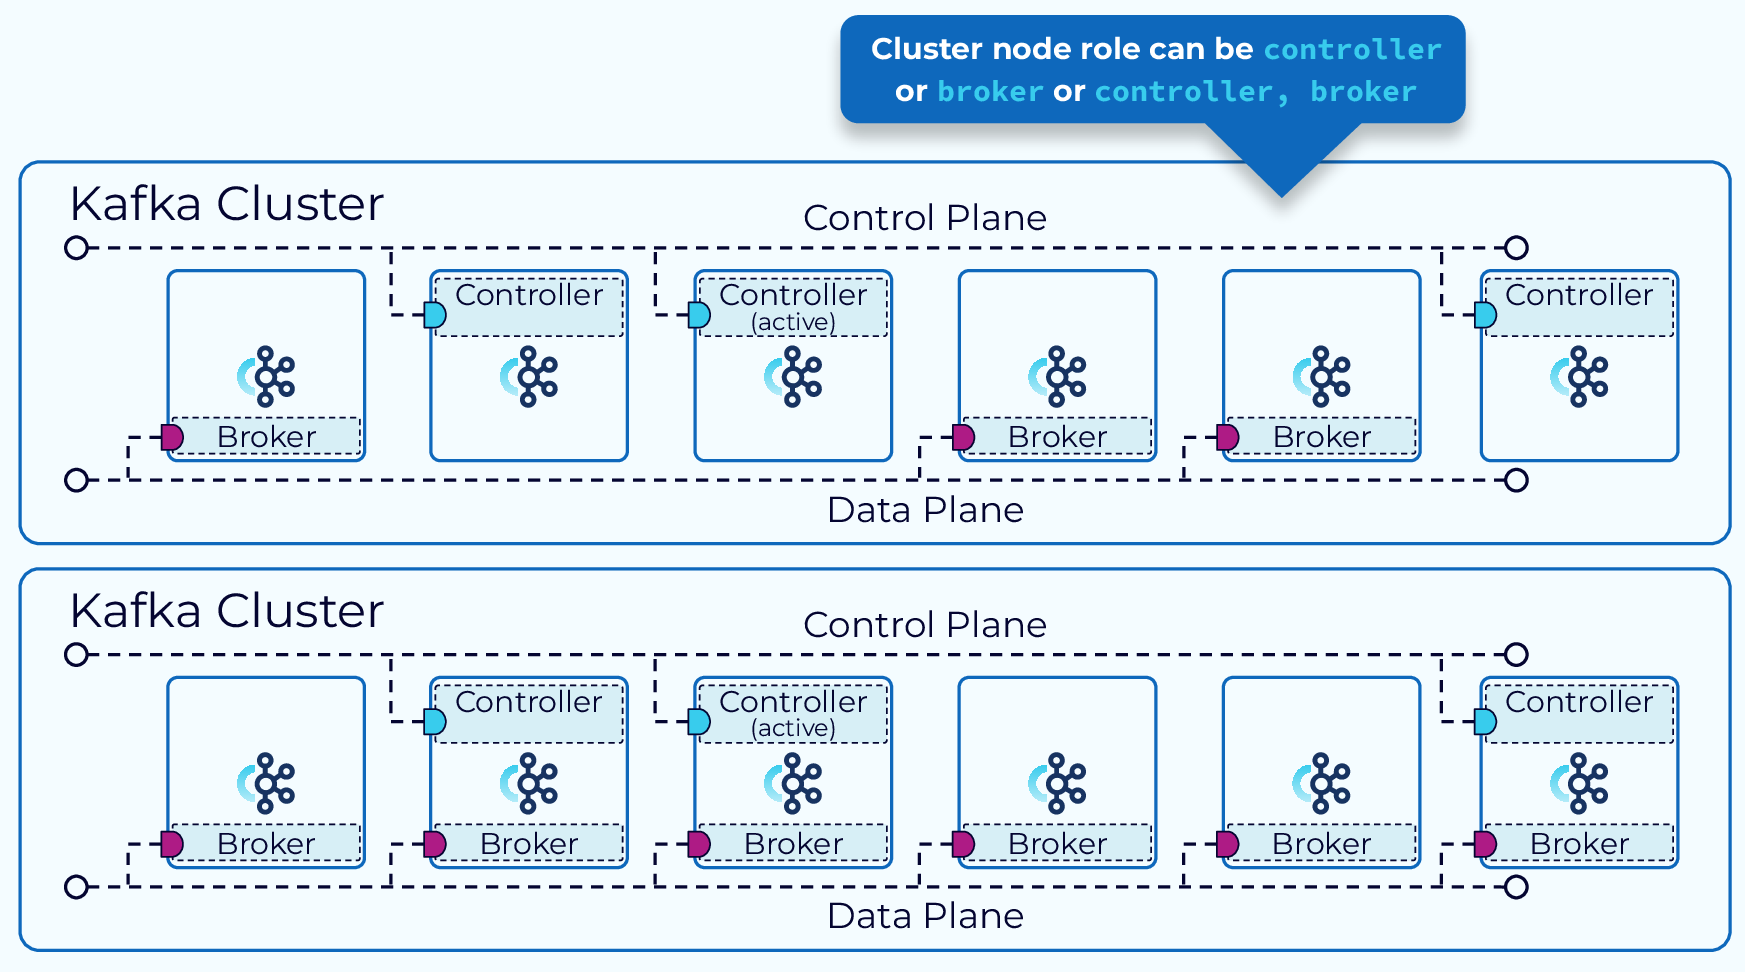 Cluster node role can be controller
or broker or controller, broker
Kafka Cluster
Control Plane
Controller
Controller
(active)
Controller
Broker
Broker
Broker
Data Plane
Kafka Cluster
Control Plane
Controller
Controller
(active)
Controller
Broker
Broker
Broker
Broker
Broker
Broker
Data Plane